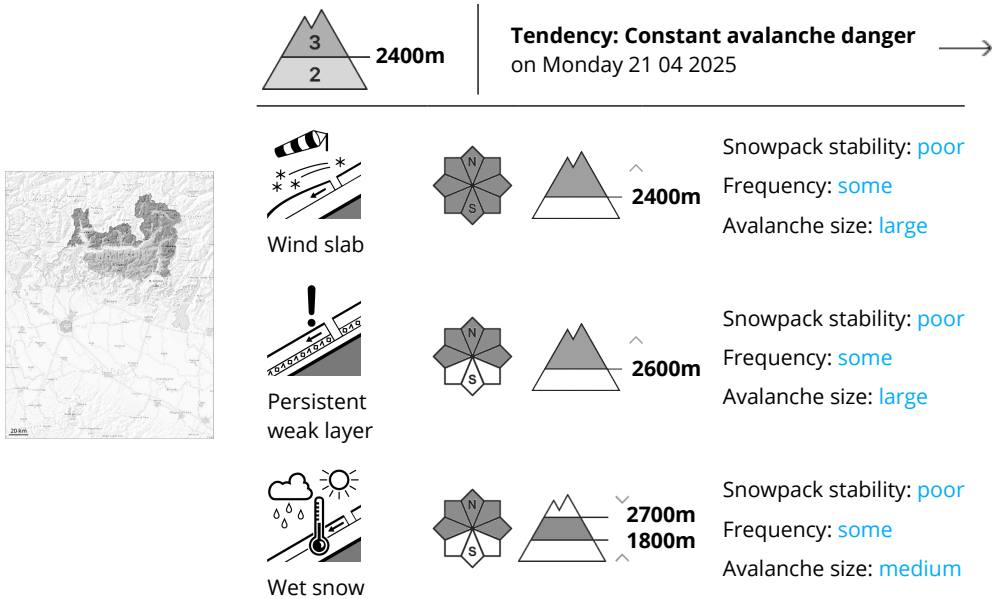 3
2
2400m
Tendency: Constant avalanche danger
on Monday 21 04 2025
20 km
Wind slab
N
S
2400m
Snowpack stability: poor
Frequency: some
Avalanche size: large
Persistent
weak layer
N
S
2600m
Snowpack stability: poor
Frequency: some
Avalanche size: large
Wet snow
N
S
2700m
1800m
Snowpack stability: poor
Frequency: some
Avalanche size: medium